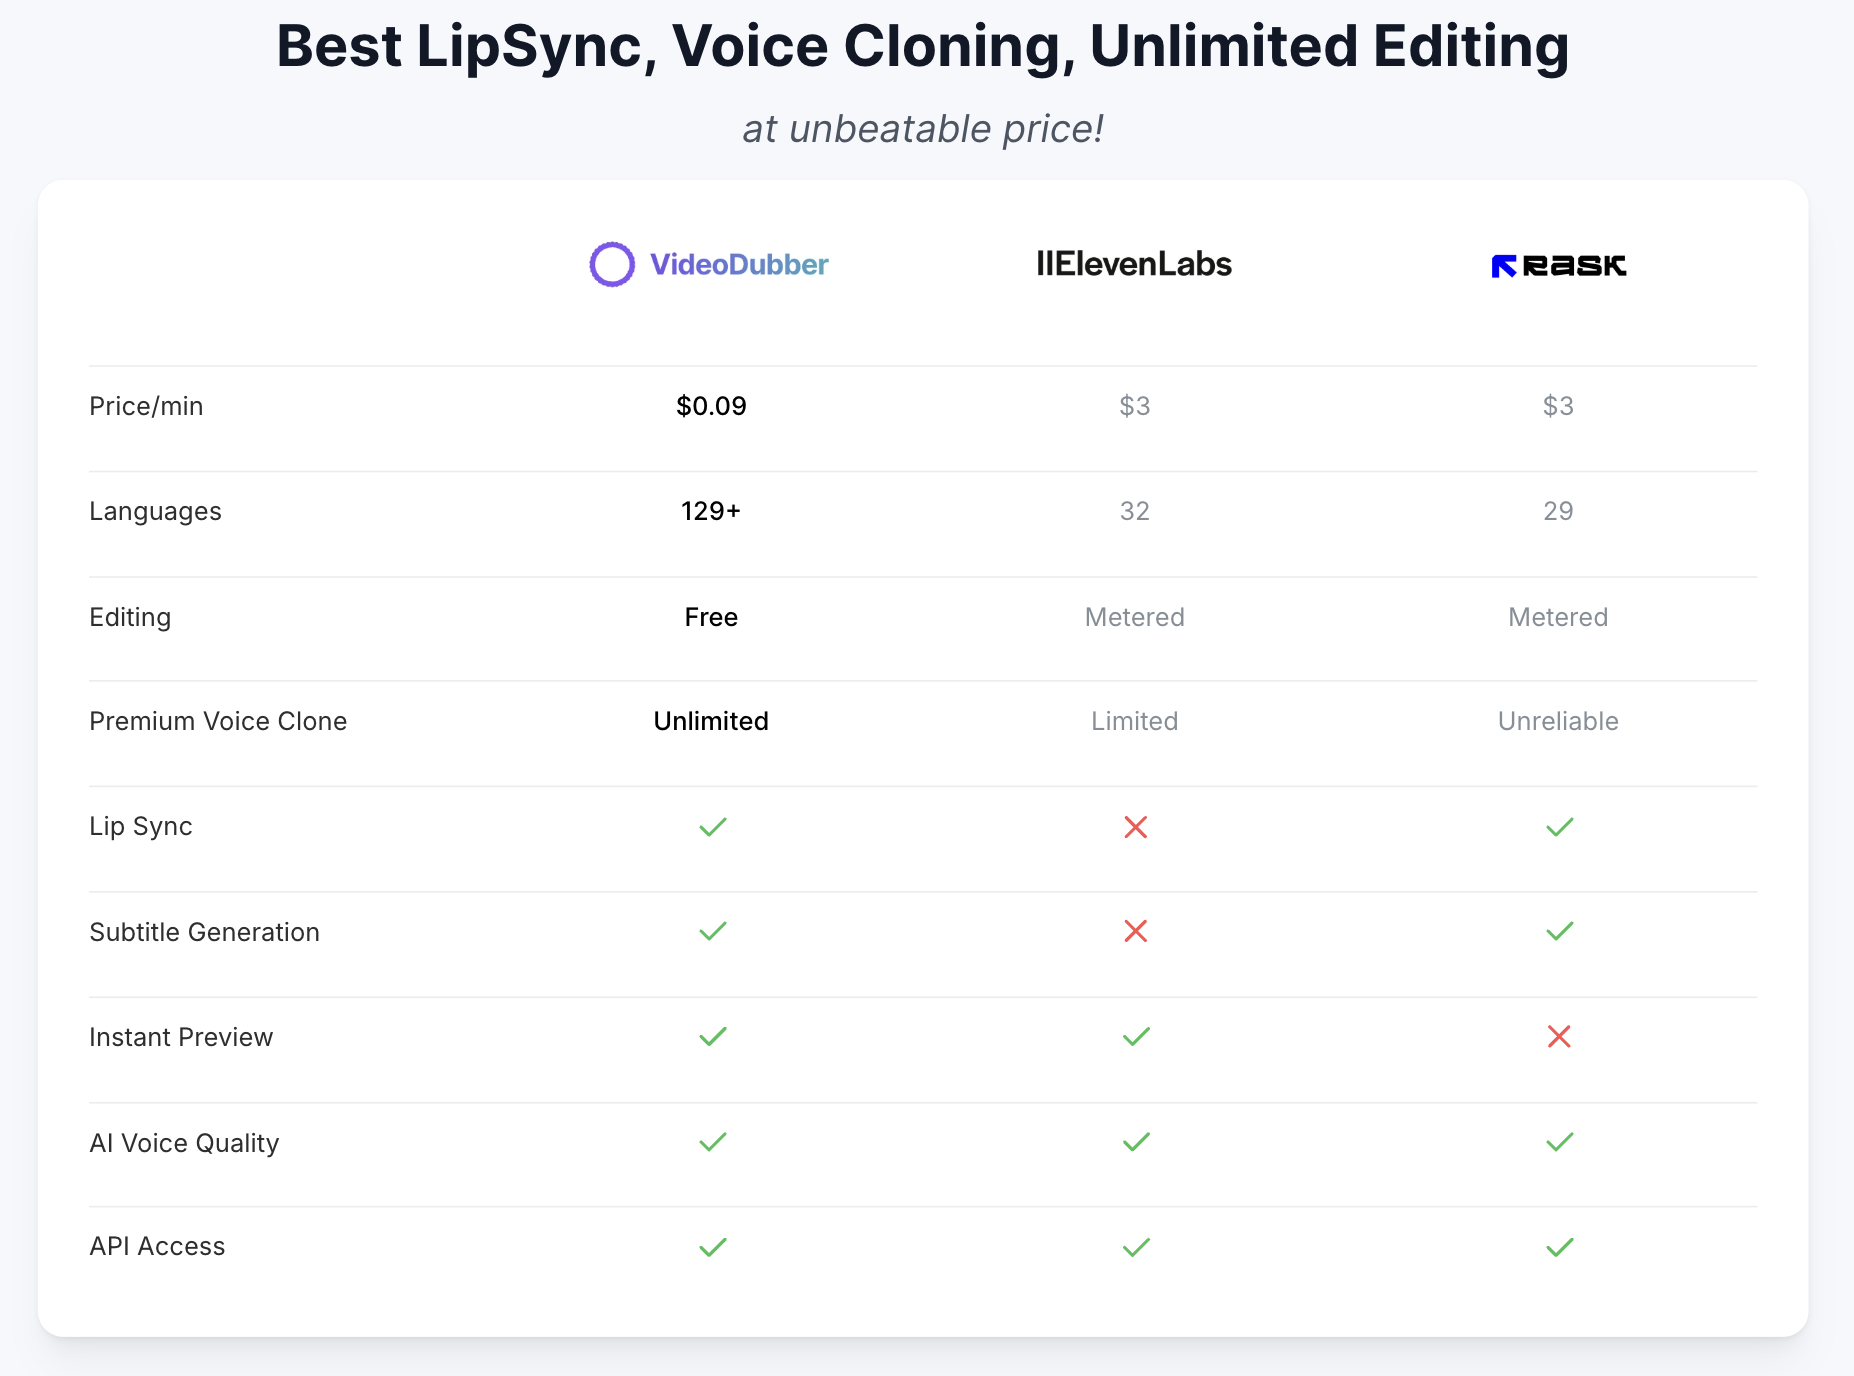 Best LipSync, Voice Cloning, Unlimited Editing
at unbeatable price!
VideoDubber IIElevenLabs Rask
Price/min $0.09 $3 $3
Languages 129+ 32 29
Editing Free Metered Metered
Premium Voice Clone Unlimited Limited Unreliable
Lip Sync
Subtitle Generation
Instant Preview
AI Voice Quality
API Access